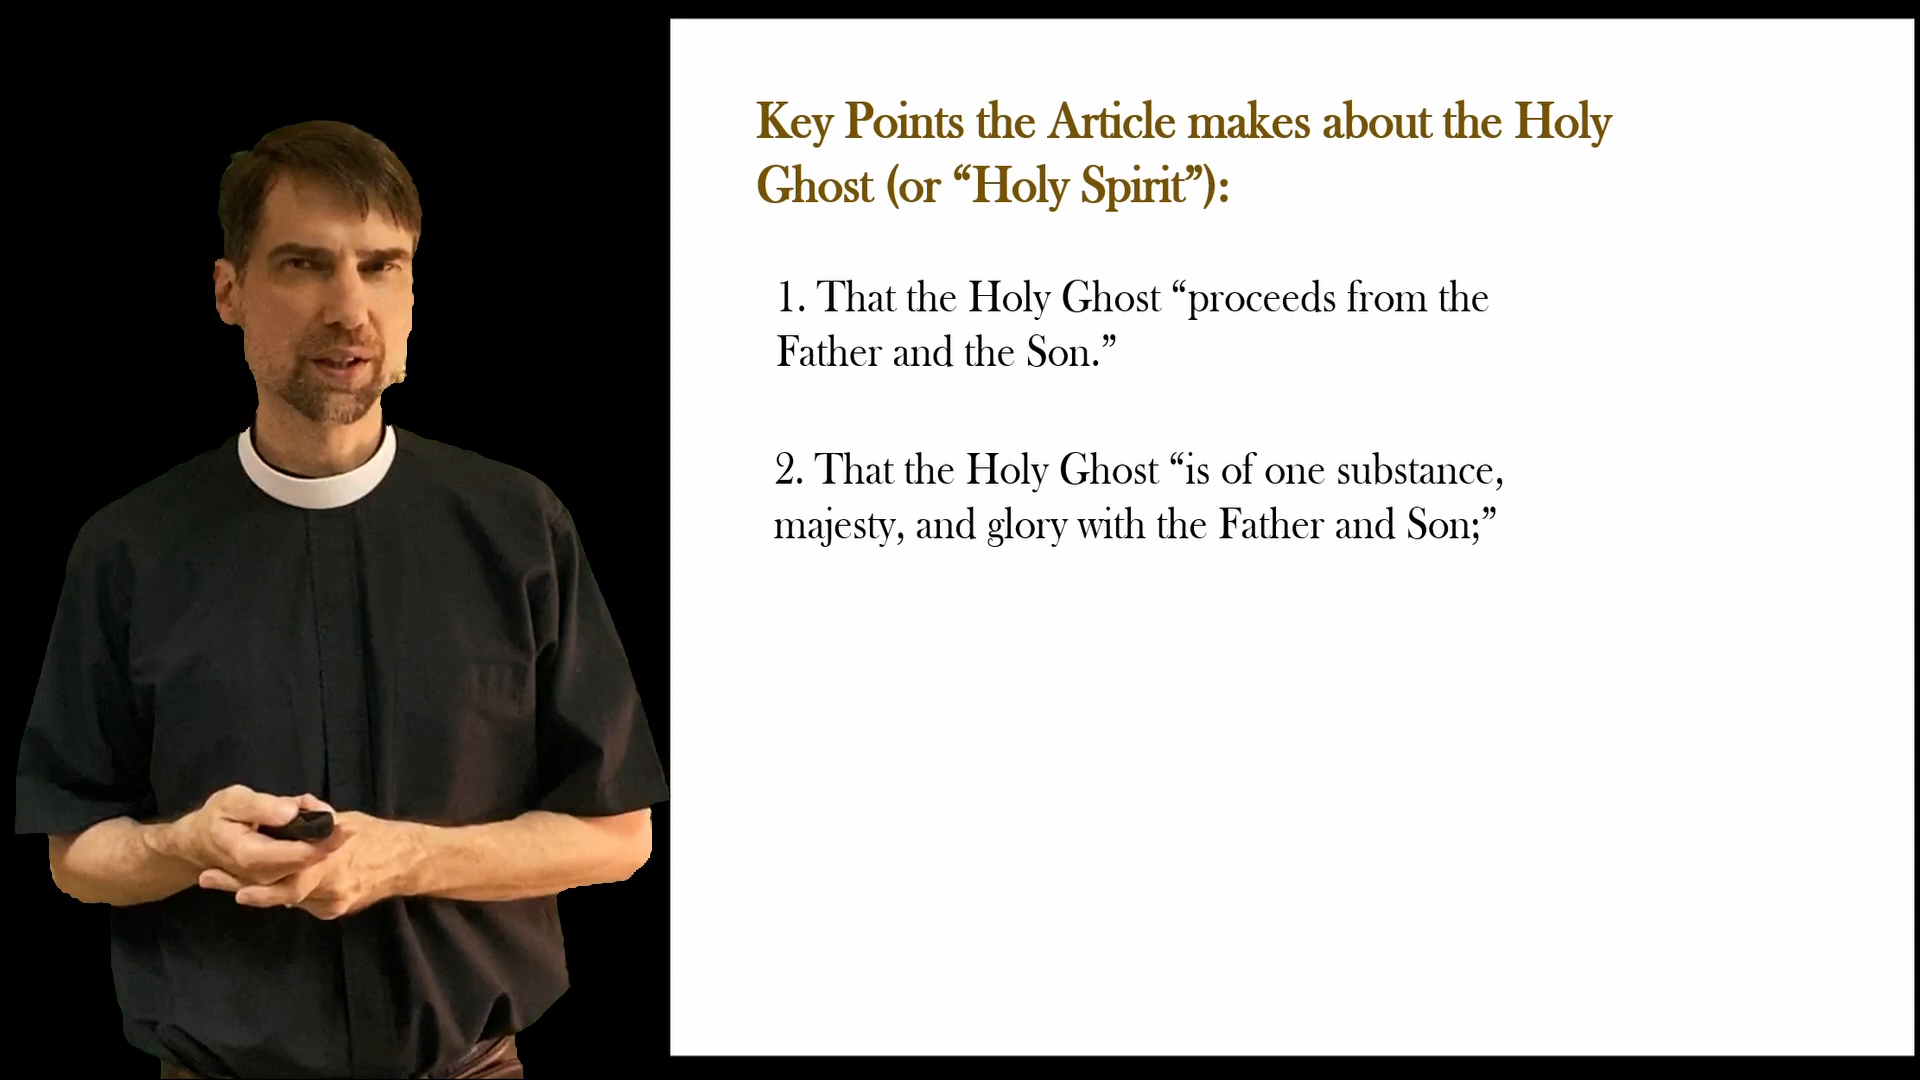 Key Points the Article makes about the Holy
Ghost (or “Holy Spirit”):
1. That the Holy Ghost “proceeds from the
Father and the Son.”
2. That the Holy Ghost “is of one substance,
majesty, and glory with the Father and Son;”